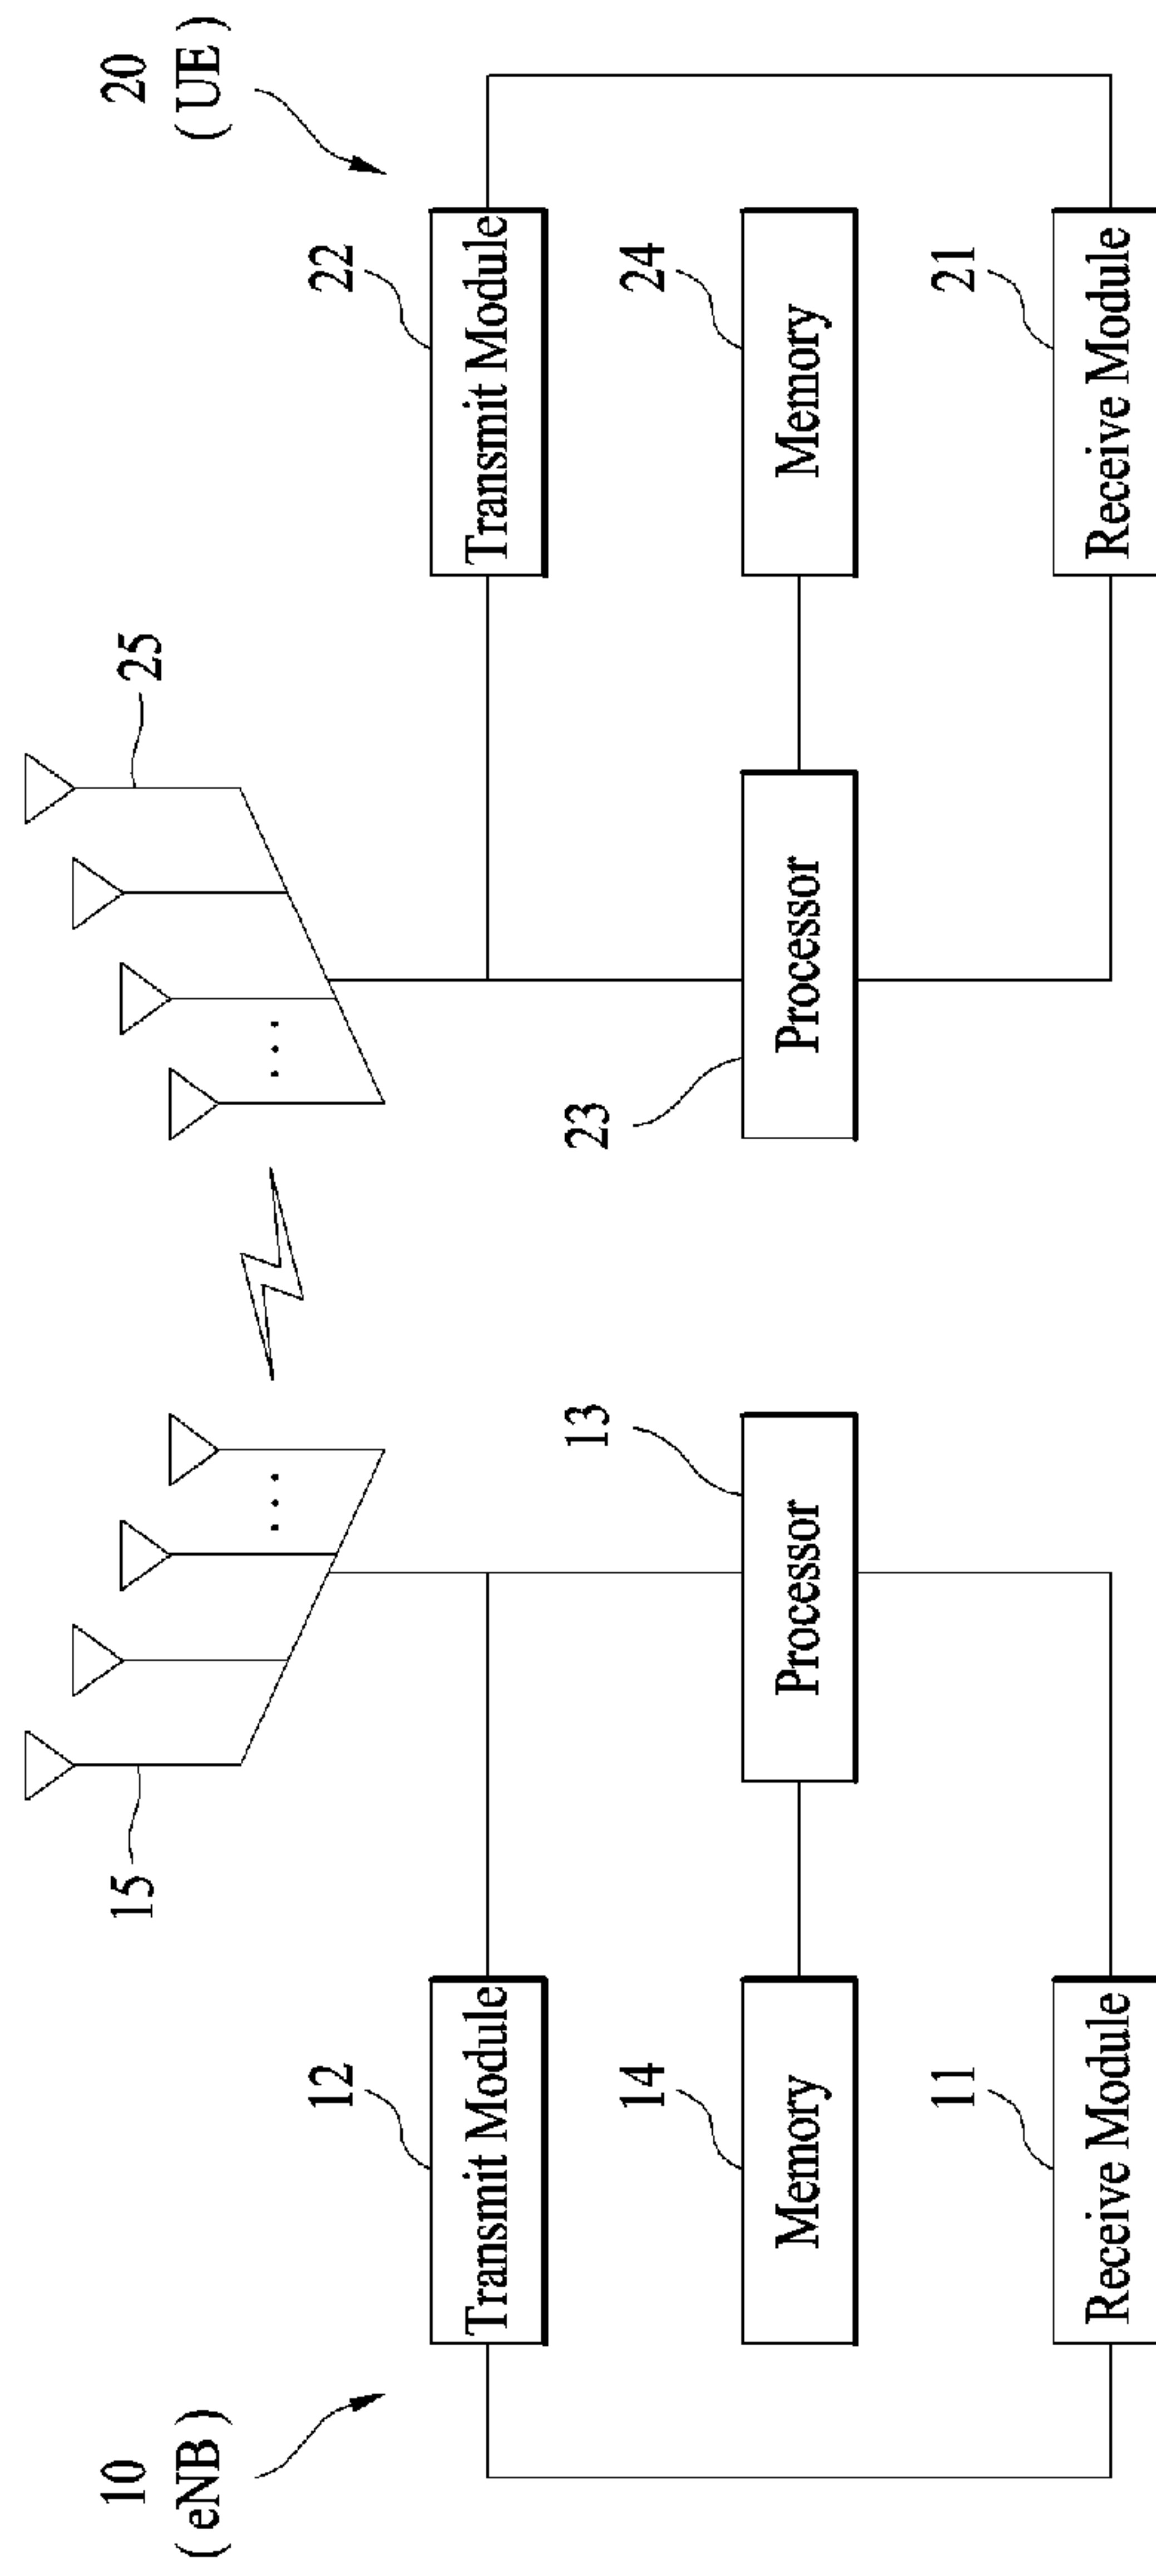 10
( eNB )
15
25
20
( UE )
12
Transmit Module
22
Transmit Module
14
Memory
13
Processor
23
Processor
24
Memory
11
Receive Module
21
Receive Module